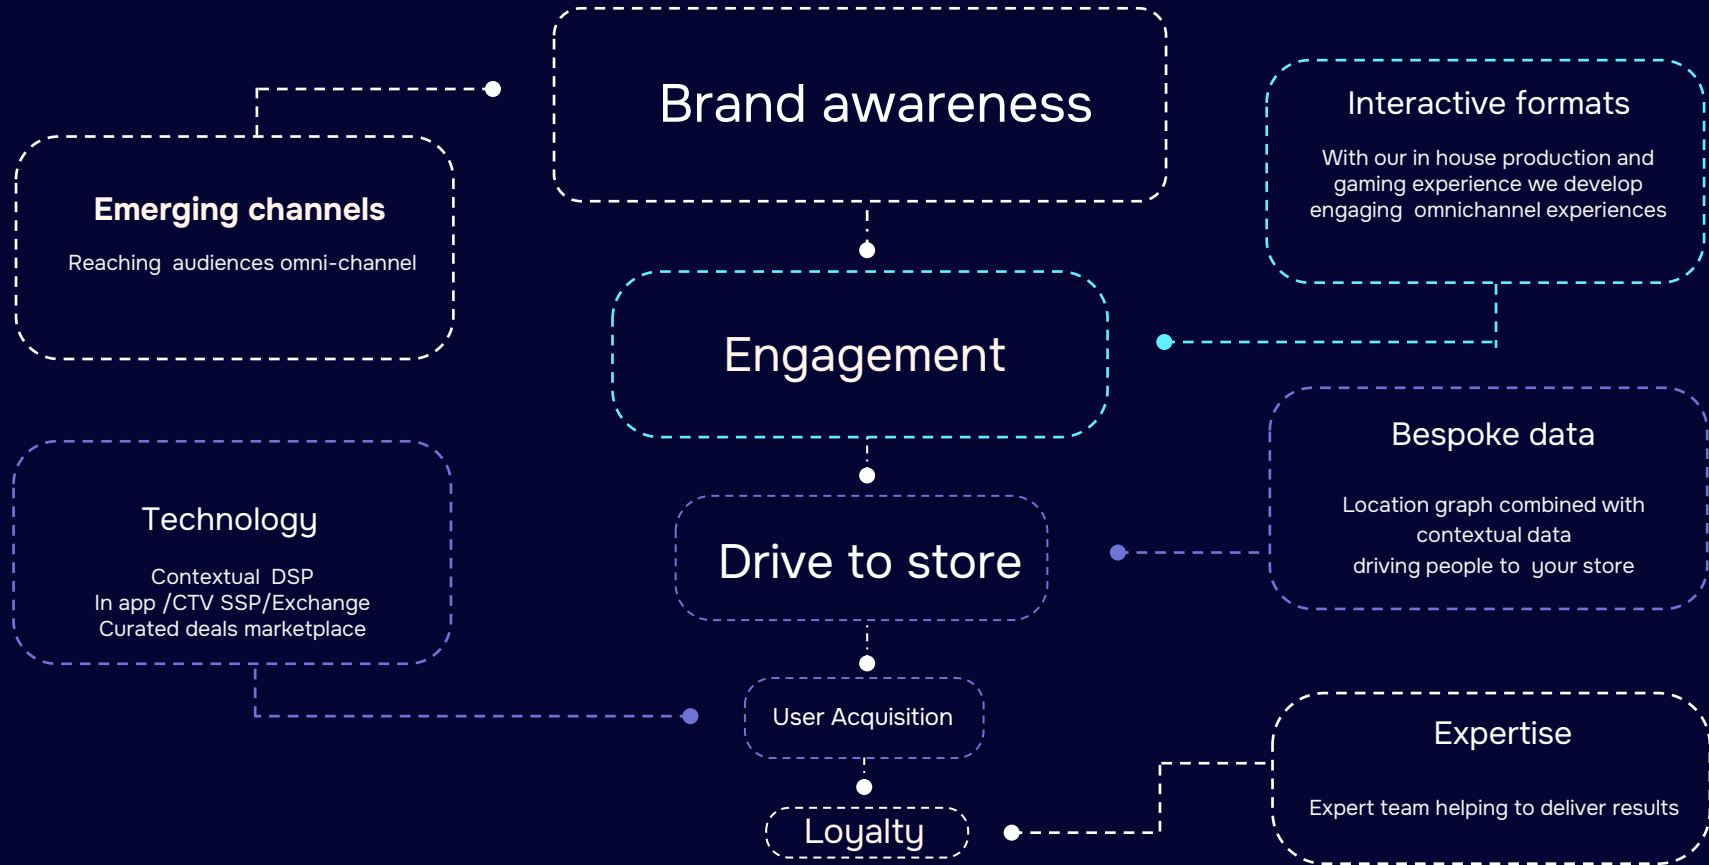 Brand awareness
Interactive formats
With our in house production and
gaming experience we develop
engaging omnichannel experiences
Emerging channels
Reaching audiences omni-channel
Engagement
Bespoke data
Location graph combined with
contextual data
driving people to your store
Technology
Contextual DSP
In app /CTV SSP/Exchange
Curated deals marketplace
Drive to store
User Acquisition
Expertise
Expert team helping to deliver results
Loyalty